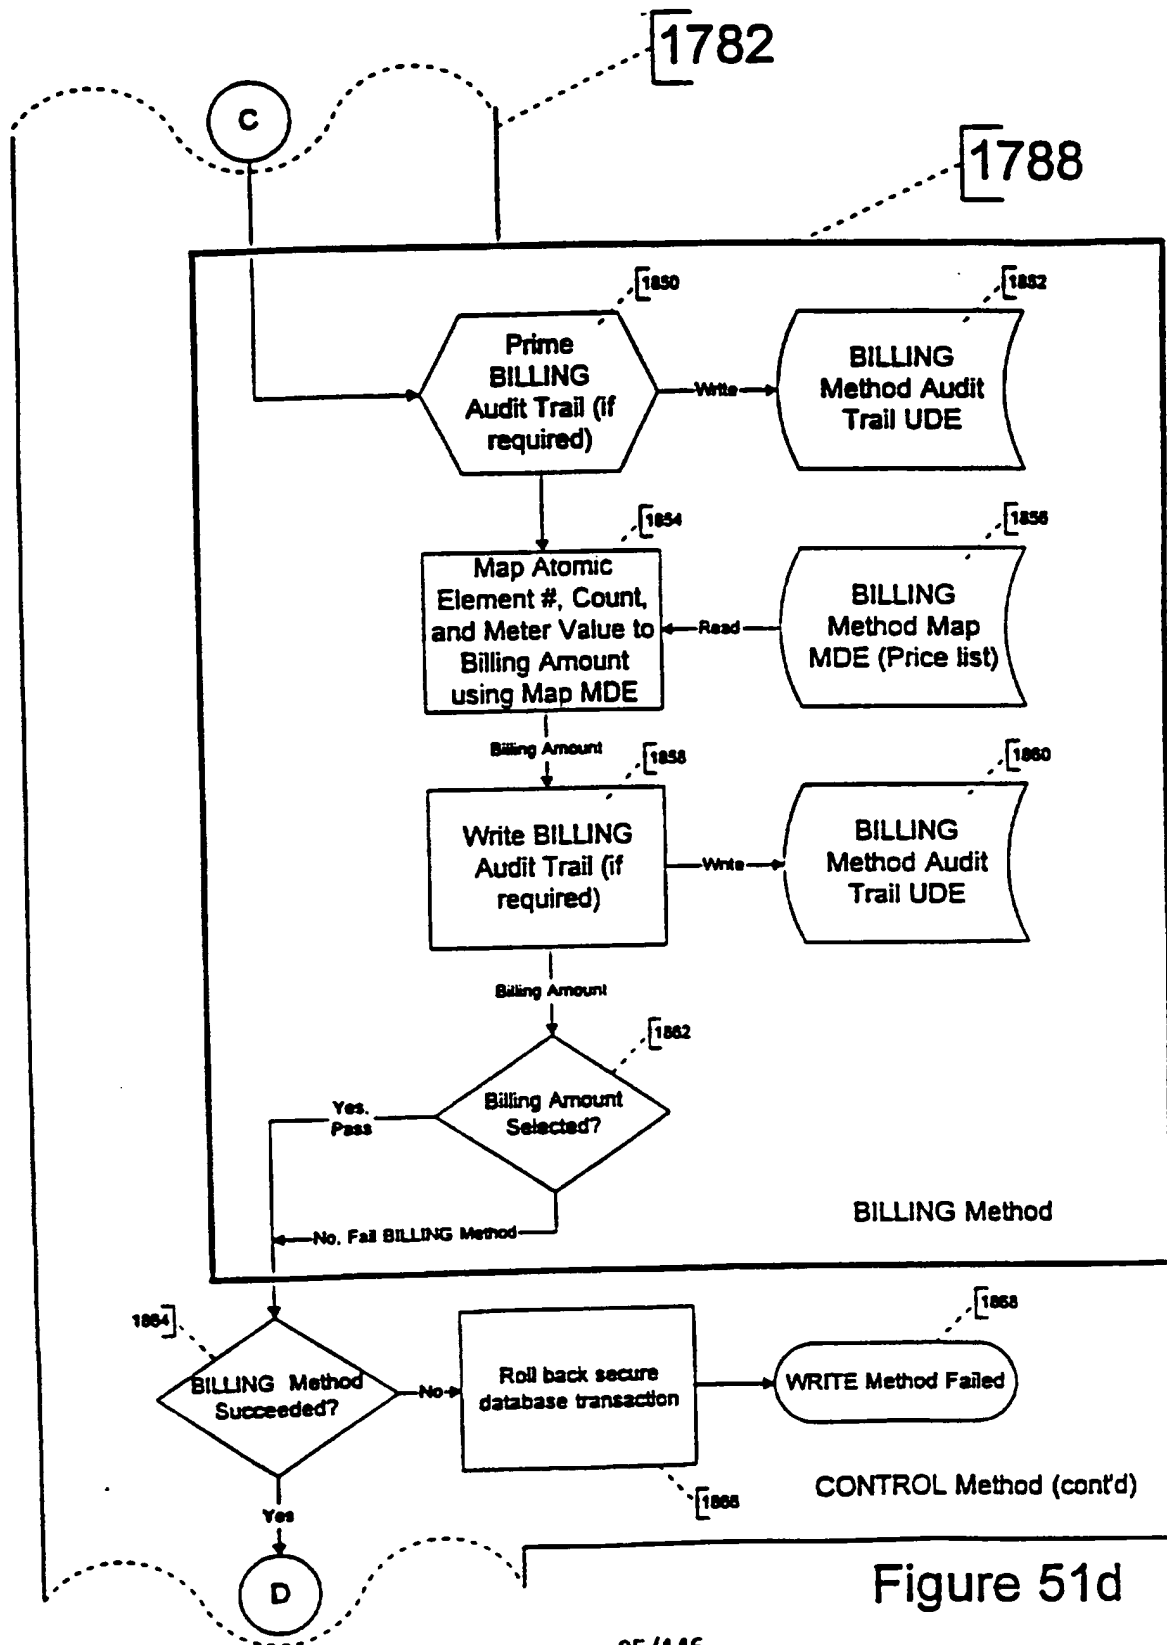 1782
C
1788
1850
1852
Prime
BILLING
Audit Trail (if
required)
Write
BILLING
Method Audit
Trail UDE
1854
1856
Map Atomic
Element #, Count,
and Meter Value to
Billing Amount
using Map MDE
Read
BILLING
Method Map
MDE (Price list)
Billing Amount
1858
1860
Write BILLING
Audit Trail (if
required)
Write
BILLING
Method Audit
Trail UDE
Billing Amount
1862
Billing Amount
Selected?
Yes.
Pass
No. Fail BILLING Method
BILLING Method
1864
1868
BILLING Method
Succeeded?
No
Roll back secure
database transaction
WRITE Method Failed
1866
CONTROL Method (cont'd)
Yes
D
Figure 51d